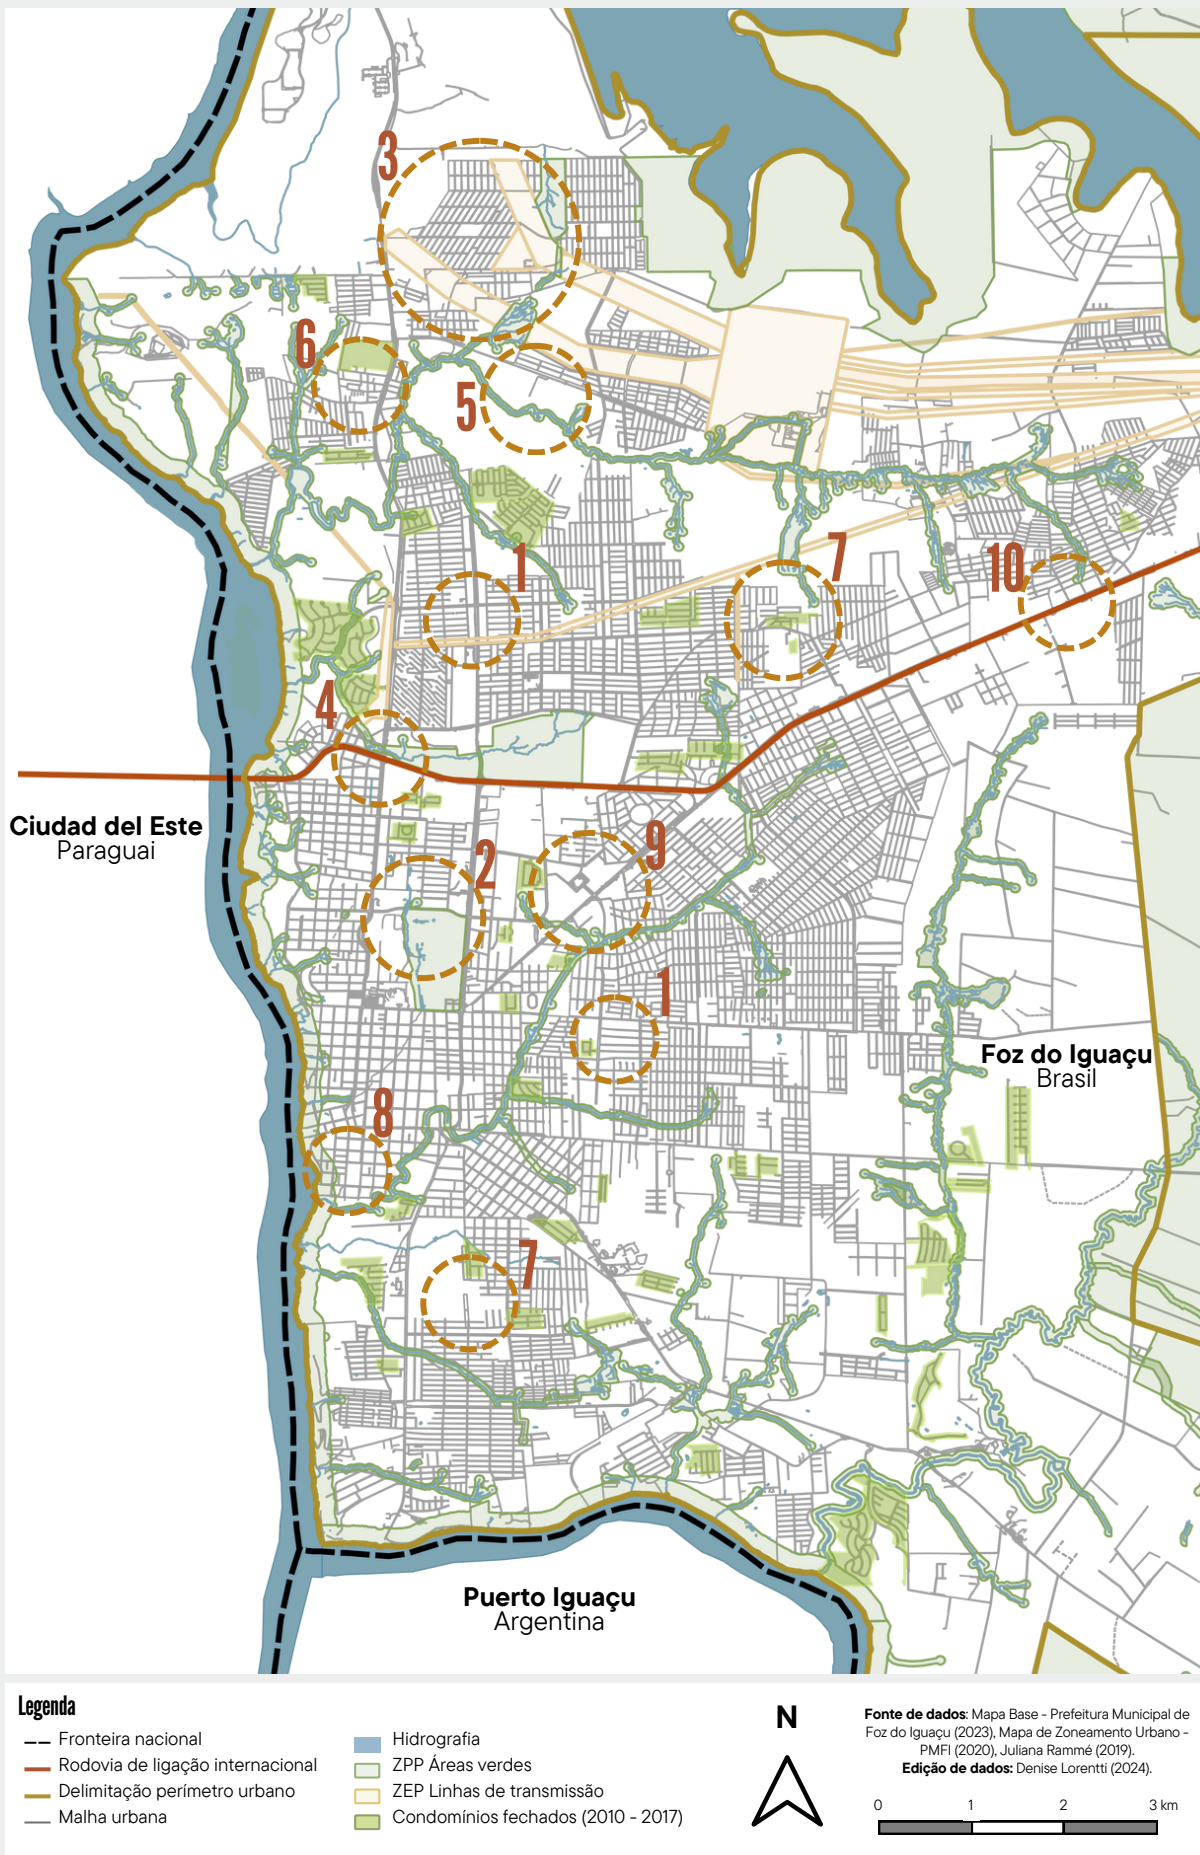 3
6
5
1
7
10
4
Ciudad del Este
Paraguai
2
9
1
Foz do Iguaçu
Brasil
8
7
Puerto Iguaçu
Argentina
Legenda
Fronteira nacional
Rodovia de ligação internacional
Delimitação perímetro urbano
Malha urbana
Hidrografia
ZPP Áreas verdes
ZEP Linhas de transmissão
Condomínios fechados (2010 - 2017)
N
Fonte de dados: Mapa Base - Prefeitura Municipal de
Foz do Iguaçu (2023), Mapa de Zoneamento Urbano -
PMFI (2020), Juliana Rammé (2019).
Edição de dados: Denise Lorentti (2024).
0 1 2 3 km